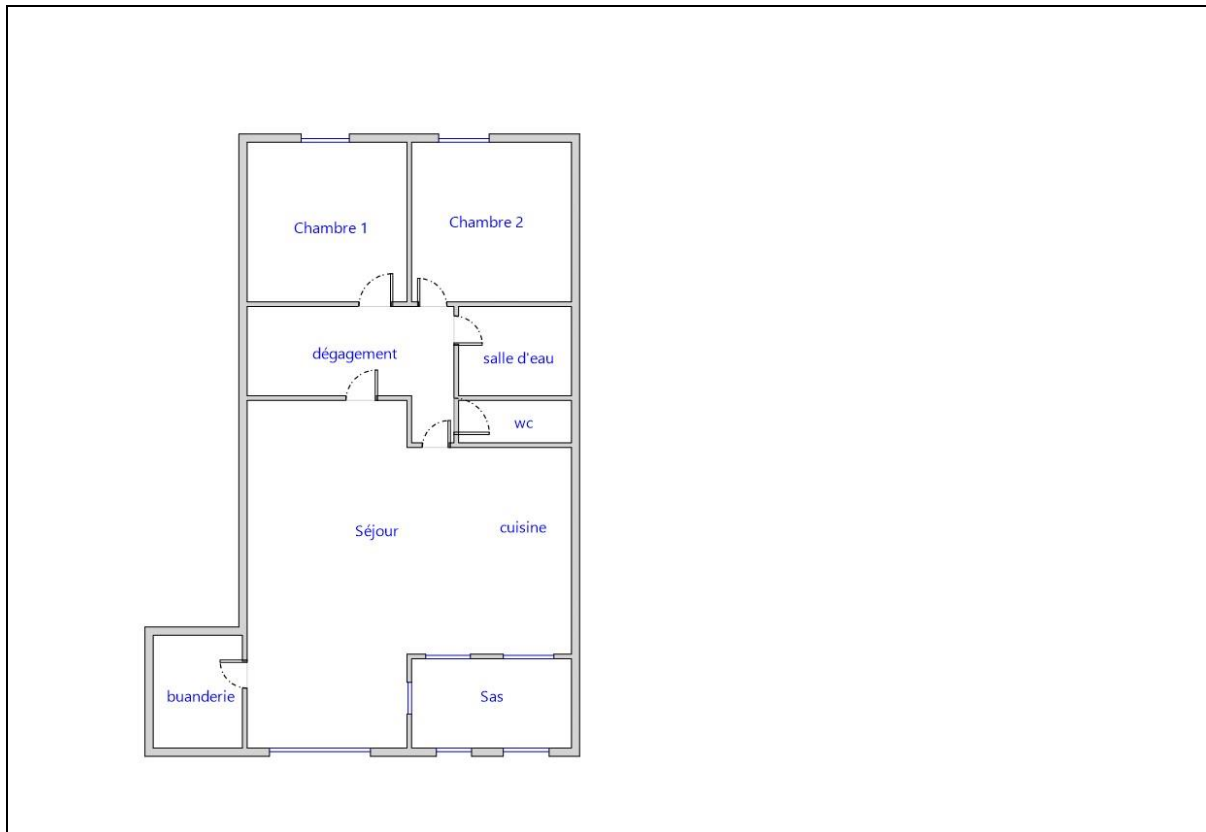 Chambre 1
Chambre 2
dégagement
salle d'eau
wc
Séjour
cuisine
buanderie
Sas